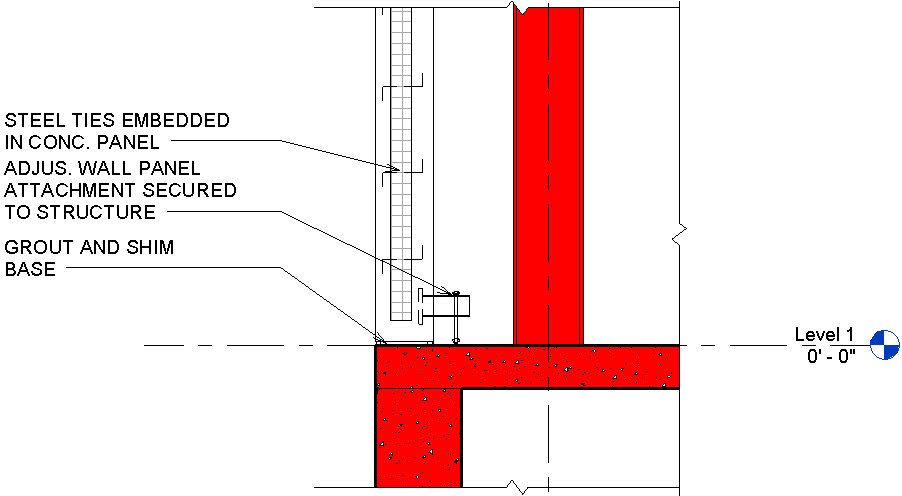 STEEL TIES EMBEDDED
IN CONC. PANEL
ADJUS. WALL PANEL
ATTACHMENT SECURED
TO STRUCTURE
GROUT AND SHIM
BASE
Level 1
0' - 0"